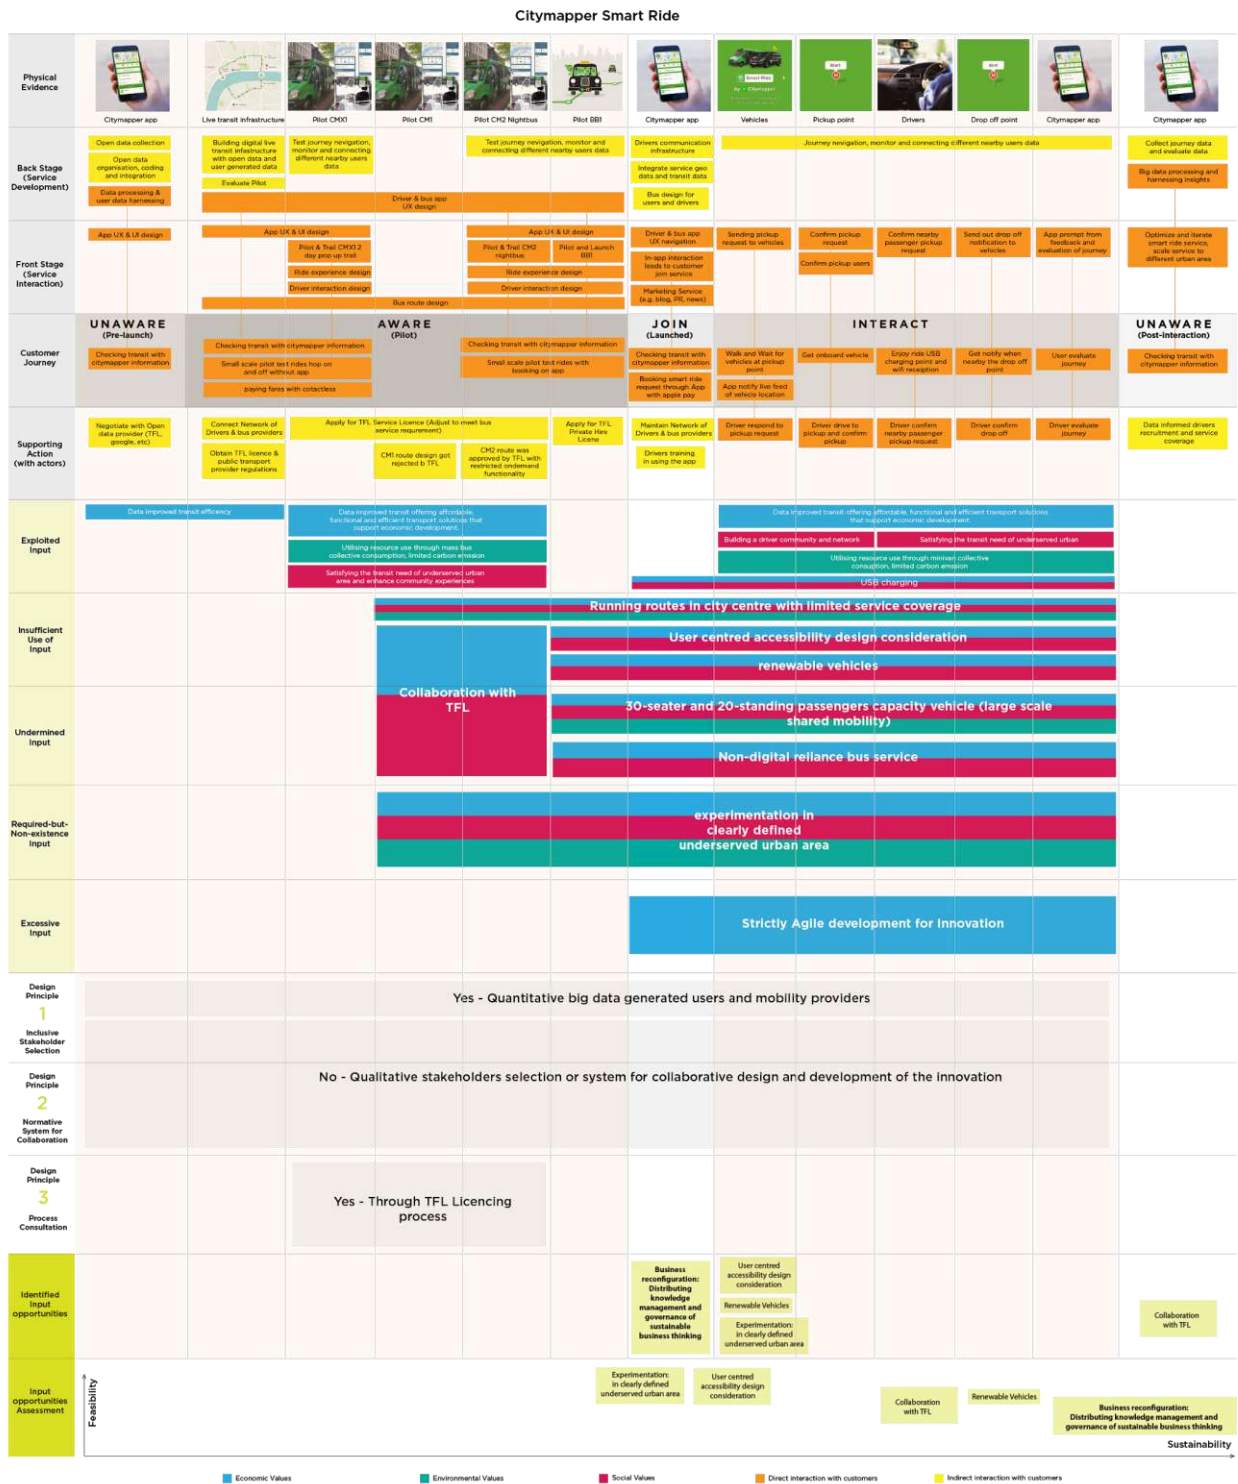 Citymapper Smart Ride
Physical
Evidence
Citymapper app
Live transit infrastructure
Pilot CMX1
Pilot CM1
Pilot CM2 Nightbus
Pilot BB1
Citymapper app
Vehicles
Pickup point
Drivers
Drop off point
Citymapper app
Citymapper app
Smart Ride
by Citymapper
Back Stage
(Service
Development)
Open data collection
Open data
organisation, coding
and integration
Data processing &
user data harnessing
Building digital live
transit infastructure
with open data and
user generated data
Evaluate Pilot
Test journey nevigation,
monitor and connecting
different nearby users
data
Test journey nevigation, monitor and
connecting different nearby users data
Driver & bus app
UX design
Drivers communication
infrastructure
Integrate service geo
data and transit data
Bus design for
users and drivers
Journey nevigation, monitor and connecting different nearby users data
Collect journey data
and evaluate data
Big data processing and
harnessing insights
Front Stage
(Service
Interaction)
App UX & UI design
App UX & UI design
Pilot & Trail CMX1 2
day pop up trail
Ride experience design
Driver interaction design
App UX & UI design
Pilot & Trail CM2
nightbus
Pilot and Launch
BB1
Ride experience design
Driver interaction design
Bus route design
Driver & bus app
UX navigation
In-app interaction
leads to customer
join service
Marketing Service
(e.g. blog, PR, news)
Sending pickup
request to vehicles
Confirm pickup
request
Confirm pickup users
Confirm nearby
passenger pickup
request
Send out drop off
notification to
vehicles
App prompt from
feedback and
evaluation of journey
Optimize and iterate
smart ride service;
scale service to
different urban area
Customer
Journey
UNAWARE
(Pre-launch)
Checking transit with
citymapper information
AWARE
(Pilot)
Checking transit with citymapper information
Small scale pilot test rides hop on
and off without app
paying fares with cotactless
Checking transit with citymapper information
Small scale pilot test rides with
booking on app
JOIN
(Launched)
Checking transit with
citymapper information
Booking smart ride
request through App
with apple pay
INTERACT
Walk and Wait for
vehicles at pickup
point
App notify live feed
of vehicle location
Get onboard vehicle
Enjoy ride USB
charging point and
wifi receiption
Get notify when
nearby the drop off
point
User evaluate
journey
UNAWARE
(Post-Interaction)
Checking transit with
citymapper information
Supporting
Action
(with actors)
Negotiate with Open
data provider (TFL,
google, etc)
Connect Network of
Drivers & bus providers
Obtain TFL licence &
public transport
provider regulations
Apply for TFL Service Licence (Adjust to meet bus
service requirement)
CM1 route design got
rejected b TFL
CM2 route was
approved by TFL with
restricted ondemand
functionality
Apply for TFL
Private Hire
Licene
Maintain Network of
Drivers & bus providers
Drivers training
in using the app
Driver respond to
pickup request
Driver drive to
pickup and confirm
pickup
Driver confirm
nearby passenger
pickup request
Driver confirm
drop off
Driver evaluate
journey
Data informed drivers
recruitment and service
coverage
Exploited
Input
Data improved transit efficency
Data improved transit offering affordable,
functional and efficient transport solutions that
support economic development.
Utilising resource use through mass bus
collective consumption, limited carbon emission
Satisfying the transit need of underserved urban
area and enhance community experiences
Data improved transit offering affordable, functional and efficient transport solutions
that support economic development.
Building a driver community and network
Satisfying the transit need of underserved urban
Utilising resource use through minivan collective
consuption, limited carbon emission
USB charging
Insufficient
Use of
Input
Running routes in city centre with limited service coverage
User centred accessibility design consideration
renewable vehicles
Collaboration with
TFL
Undermined
Input
30-seater and 20-standing passengers capacity vehicle (large scale
shared mobility)
Non-digital reliance bus service
Required-but-
Non-existence
Input
experimentation in
clearly defined
underserved urban area
Excessive
Input
Strictly Agile development for Innovation
Design
Principle
1
Inclusive
Stakeholder
Selection
Yes - Quantitative big data generated users and mobility providers
Design
Principle
2
Normative
System for
Collaboration
No - Qualitative stakeholders selection or system for collaborative design and development of the innovation
Design
Principle
3
Process
Consultation
Yes - Through TFL Licencing
process
Identified
Input
opportunities
Business
reconfiguration:
Distributing
knowledge
management and
governance of
sustainable
business thinking
User centred
accessibility design
consideration
Renewable Vehicles
Experimentation:
in clearly defined
underserved urban area
Collaboration
with TFL
Input
opportunities
Assessment
Feasibility
Experimentation:
in clearly defined
underserved urban area
User centred
accessibility design
consideration
Collaboration
with TFL
Renewable Vehicles
Business reconfiguration:
Distributing knowledge management and
governance of sustainable business thinking
Sustainability
Economic Values
Environmental Values
Social Values
Direct interaction with customers
Indirect interaction with customers